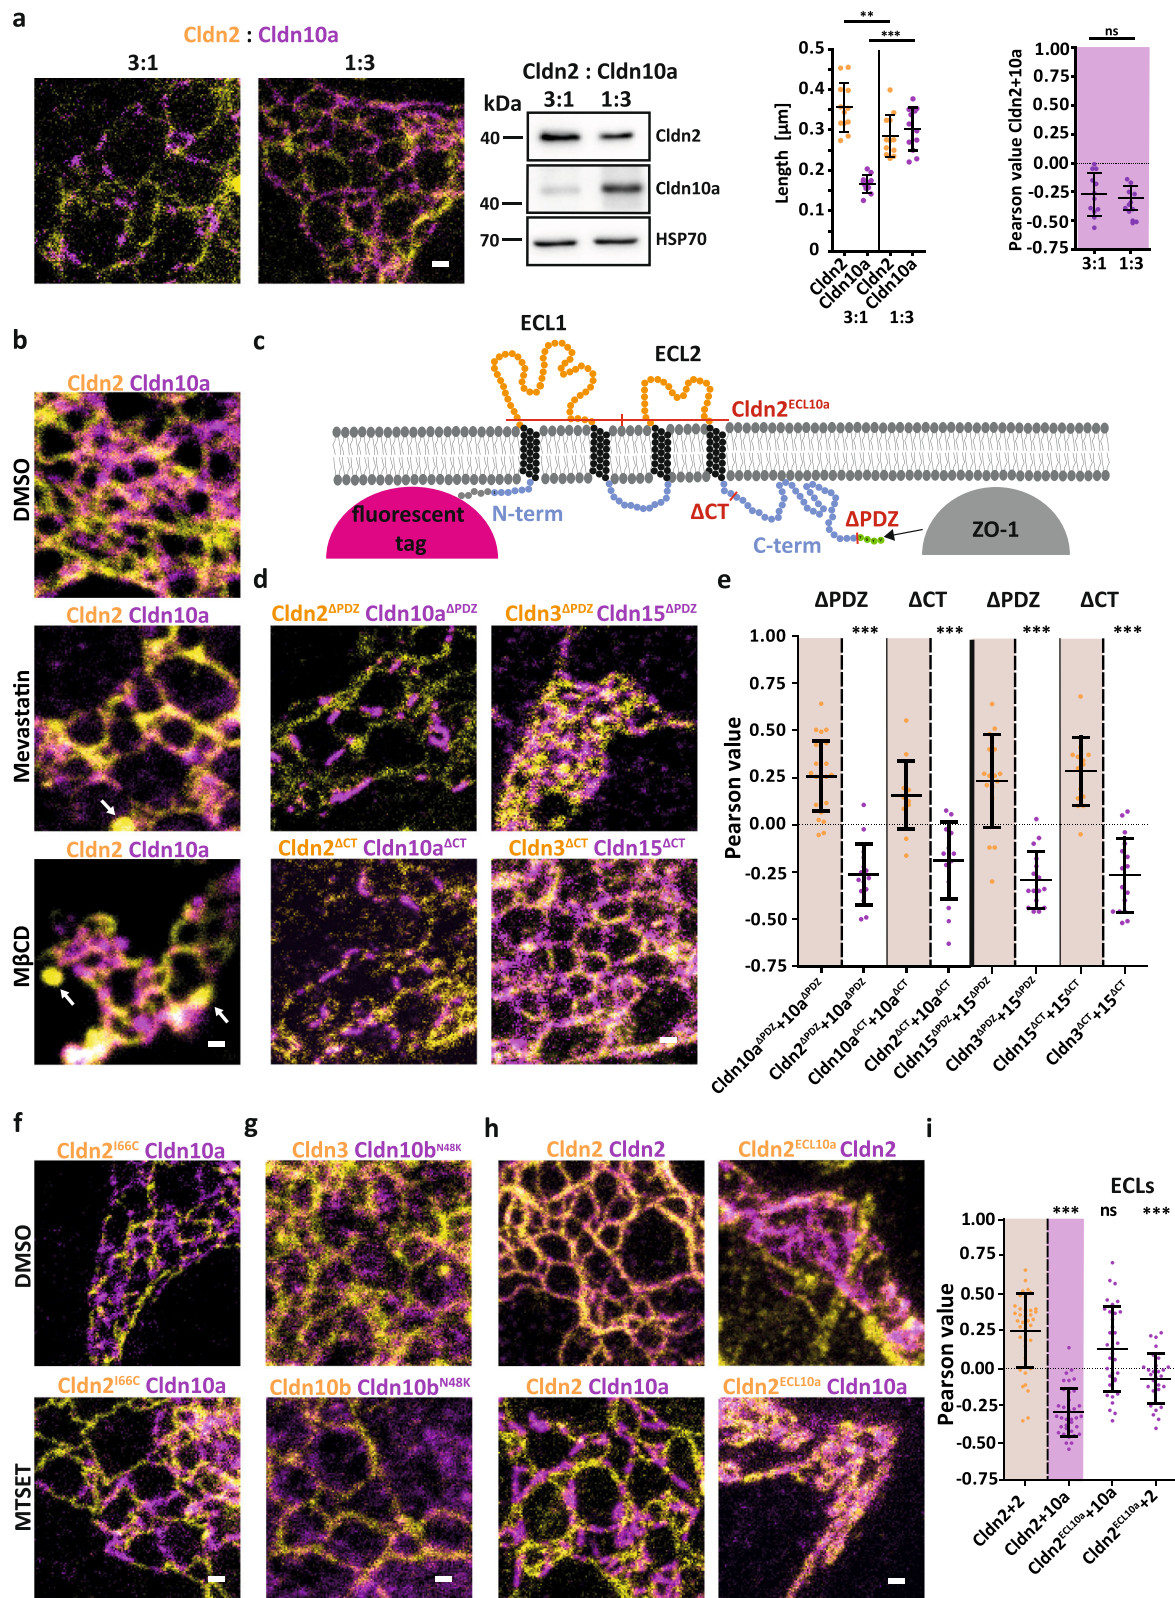 a
Cldn2 : Cldn10a
3:1 1:3
Cldn2 : Cldn10a
kDa 3:1 1:3
40 Cldn2
40 Cldn10a
70 HSP70
** 
***
Length [µm]
0.5
0.4
0.3
0.2
0.1
0
Cldn2 Cldn10a Cldn2 Cldn10a
3:1 1:3
ns
Pearson value Cldn2+10a
1.00
0.75
0.50
0.25
0.00
-0.25
-0.50
-0.75
3:1 1:3
b
Cldn2 Cldn10a
DMSO
Cldn2 Cldn10a
Mevastatin
Cldn2 Cldn10a
MβCD
c
ECL1
ECL2
Cldn2ECL10a
fluorescent
tag
N-term
ΔCT
C-term
ΔPDZ
ZO-1
d
Cldn2ΔPDZ Cldn10aΔPDZ Cldn3ΔPDZ Cldn15ΔPDZ
Cldn2ΔCT Cldn10aΔCT Cldn3ΔCT Cldn15ΔCT
e
ΔPDZ ΔCT ΔPDZ ΔCT
*** *** *** ***
Pearson value
1.00
0.75
0.50
0.25
0.00
-0.25
-0.50
-0.75
Cldn10aΔPDZ+10aΔPDZ
Cldn2ΔPDZ+10aΔPDZ
Cldn10aΔCT+10aΔCT
Cldn2ΔCT+10aΔCT
Cldn15ΔPDZ+15ΔPDZ
Cldn3ΔPDZ+15ΔPDZ
Cldn15ΔCT+15ΔCT
Cldn3ΔCT+15ΔCT
f
Cldn2I66C Cldn10a
DMSO
Cldn2I66C Cldn10a
MTSET
g
Cldn3 Cldn10bN48K
Cldn10b Cldn10bN48K
h
Cldn2 Cldn2 Cldn2ECL10a Cldn2
Cldn2 Cldn10a Cldn2ECL10a Cldn10a
i
ECLs
*** ns ***
Pearson value
1.00
0.75
0.50
0.25
0.00
-0.25
-0.50
-0.75
Cldn2+2
Cldn2+10a
Cldn2ECL10a+10a
Cldn2ECL10a+2